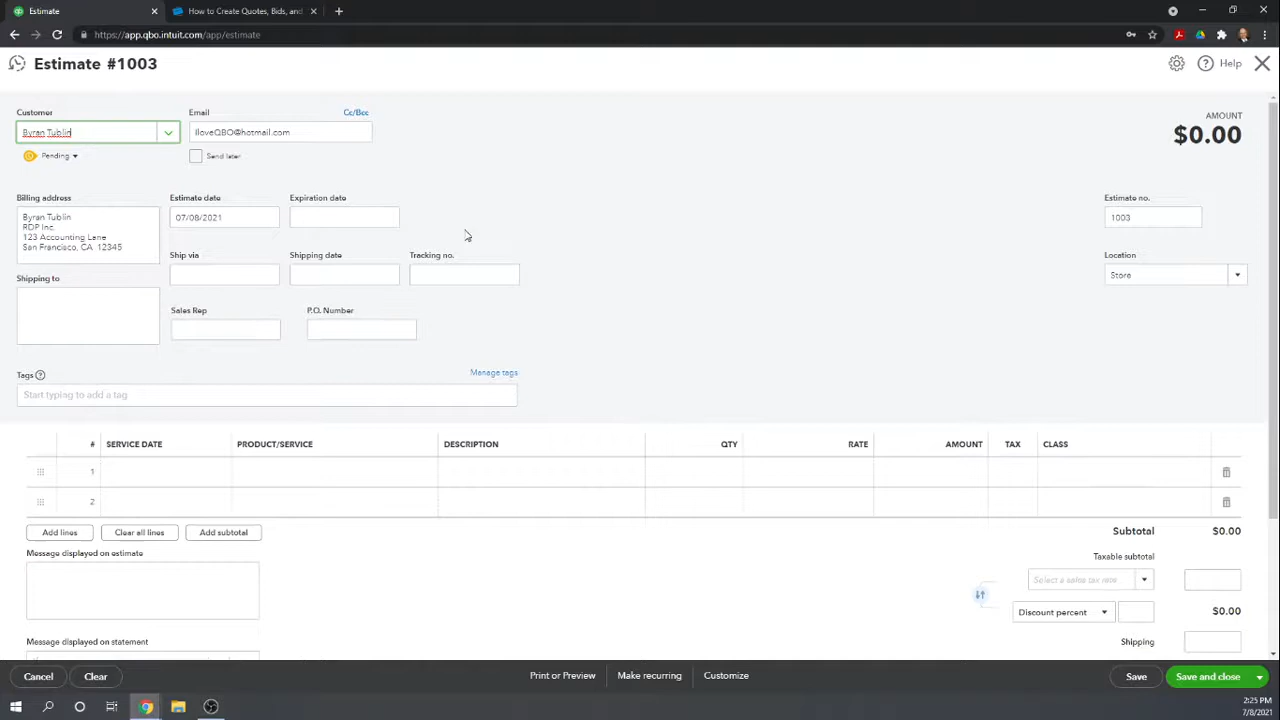 Estimate
How to Create Quotes, Bids, and
https://app.qbo.intuit.com/app/estimate
Estimate #1003
Help
Customer
Email
Cc/Bcc
AMOUNT
Byran Tublin
IloveQBO@hotmail.com
$0.00
Pending
Send later
Billing address
Estimate date
Expiration date
Estimate no.
Byran Tublin
RDP Inc.
123 Accounting Lane
San Francisco, CA 12345
07/08/2021
1003
Ship via
Shipping date
Tracking no.
Location
Store
Shipping to
Sales Rep
P.O. Number
Tags
Manage tags
Start typing to add a tag
# SERVICE DATE PRODUCT/SERVICE DESCRIPTION QTY RATE AMOUNT TAX CLASS
1
2
Add lines
Clear all lines
Add subtotal
Subtotal $0.00
Message displayed on estimate
Taxable subtotal
Select a sales tax rate
Discount percent
$0.00
Message displayed on statement
Shipping
Cancel
Clear
Print or Preview
Make recurring
Customize
Save
Save and close
2:25 PM
7/8/2021